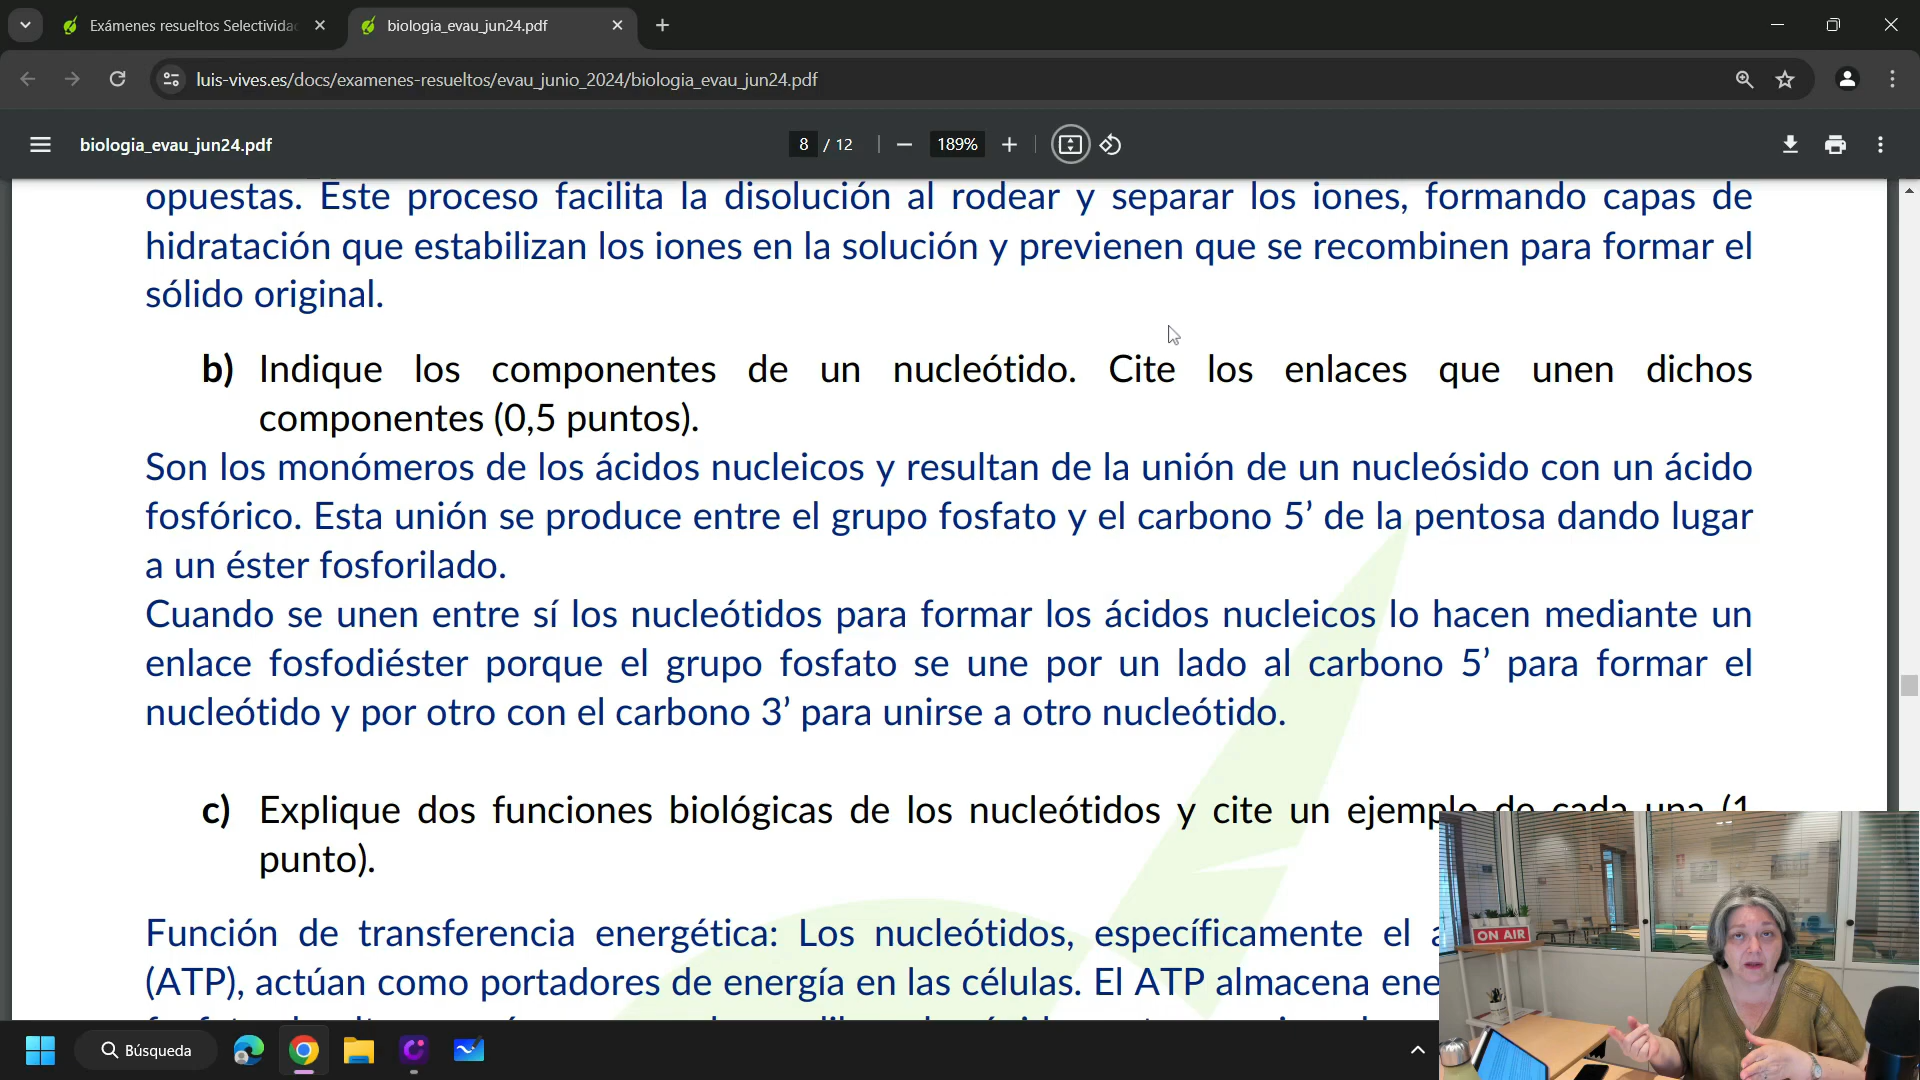 Exámenes resueltos Selectivida
biologia_evau_jun24.pdf
luis-vives.es/docs/examenes-resueltos/evau_junio_2024/biologia_evau_jun24.pdf
biologia_evau_jun24.pdf
8 / 12
189%
opuestas. Este proceso facilita la disolución al rodear y separar los iones, formando capas de
hidratación que estabilizan los iones en la solución y previenen que se recombinen para formar el
sólido original.
b) Indique los componentes de un nucleótido. Cite los enlaces que unen dichos
componentes (0,5 puntos).
Son los monómeros de los ácidos nucleicos y resultan de la unión de un nucleósido con un ácido
fosfórico. Esta unión se produce entre el grupo fosfato y el carbono 5’ de la pentosa dando lugar
a un éster fosforilado.
Cuando se unen entre sí los nucleótidos para formar los ácidos nucleicos lo hacen mediante un
enlace fosfodiéster porque el grupo fosfato se une por un lado al carbono 5’ para formar el
nucleótido y por otro con el carbono 3’ para unirse a otro nucleótido.
c) Explique dos funciones biológicas de los nucleótidos y cite un ejemplo de cada una (1
punto).
Función de transferencia energética: Los nucleótidos, específicamente el
(ATP), actúan como portadores de energía en las células. El ATP almacena ene
ON AIR
Búsqueda